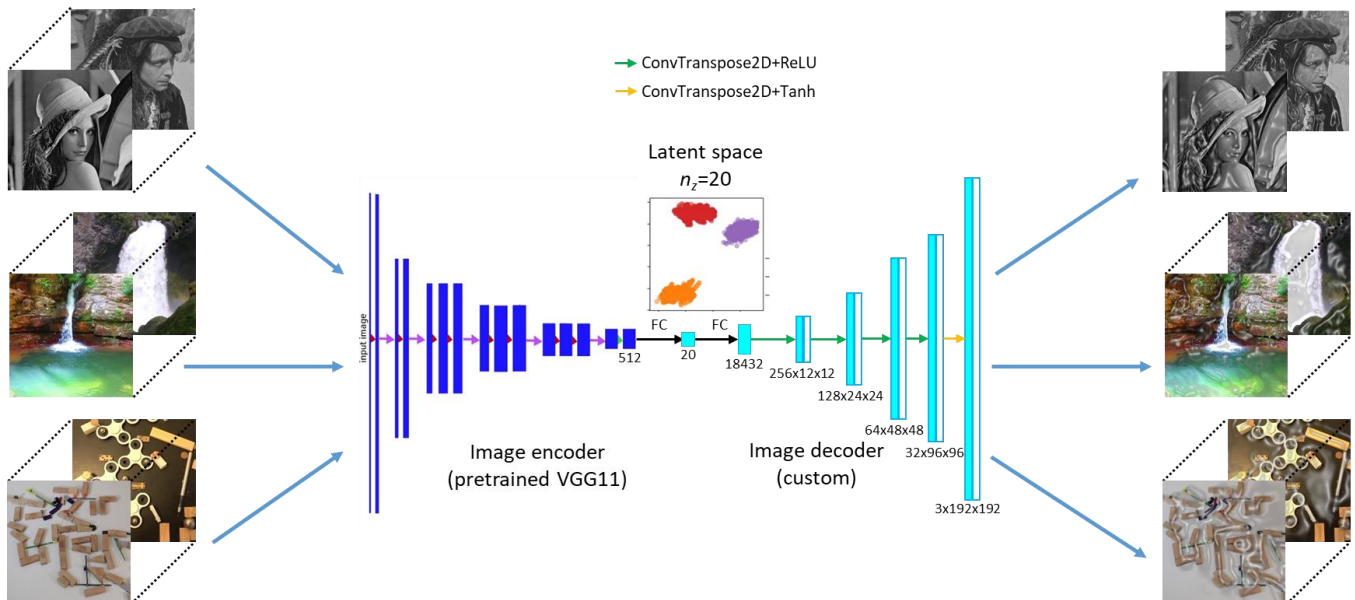 ConvTranspose2D+ReLU
ConvTranspose2D+Tanh
Latent space
n_z=20
input image
FC
FC
512
20
18432
256x12x12
128x24x24
64x48x48
32x96x96
3x192x192
Image encoder
(pretrained VGG11)
Image decoder
(custom)